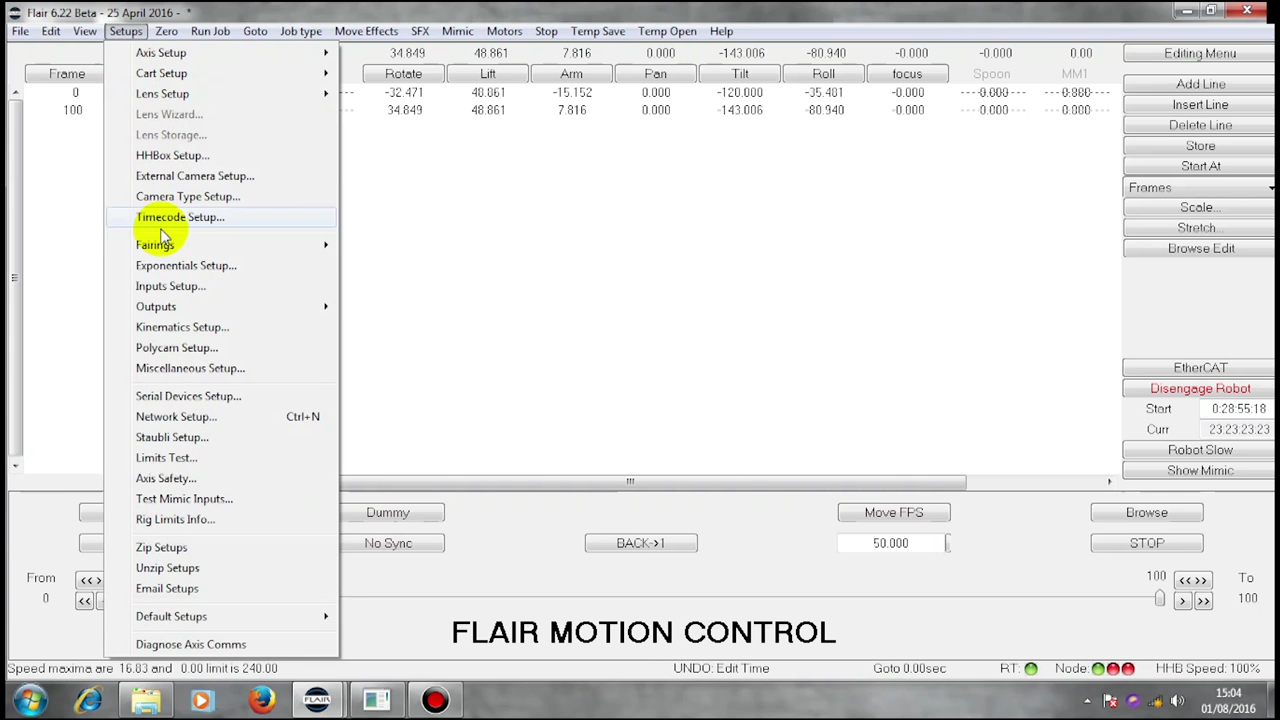 Flair 6.22 Beta - 25 April 2016 - *
File Edit View Setups Zero Run Job Goto Job type Move Effects SFX Mimic Motors Stop Temp Save Temp Open Help
34.849 48.861 7.816 0.000 -143.006 -80.940 -0.000 -0.000 0.00
Frame Rotate Lift Arm Pan Tilt Roll focus Spoon MM1
0 -32.471 48.861 -15.152 0.000 -120.000 -35.401 -0.000 0.000 0.000
100 34.849 48.861 7.816 0.000 -143.006 -80.940 -0.000 -0.000 0.000
Axis Setup
Cart Setup
Lens Setup
Lens Wizard...
Lens Storage...
HHBox Setup...
External Camera Setup...
Camera Type Setup...
Timecode Setup...
Fairings
Exponentials Setup...
Inputs Setup...
Outputs
Kinematics Setup...
Polycam Setup...
Miscellaneous Setup...
Serial Devices Setup...
Network Setup... Ctrl+N
Staubli Setup...
Limits Test...
Axis Safety...
Test Mimic Inputs...
Rig Limits Info...
Zip Setups
Unzip Setups
Email Setups
Default Setups
Diagnose Axis Comms
Editing Menu
Add Line
Insert Line
Delete Line
Store
Start At
Frames
Scale...
Stretch...
Browse Edit
EtherCAT
Disengage Robot
Start 0:28:55:18
Curr 23.23.23.23
Robot Slow
Show Mimic
Dummy Move FPS Browse
No Sync BACK->1 50.000 STOP
From 100 << >> To
0 << > >> 100
FLAIR MOTION CONTROL
Speed maxima are 16.83 and 0.00 limit is 240.00 UNDO: Edit Time Goto 0.00sec RT: Node: HHB Speed: 100%
FLAIR
15:04
01/08/2016